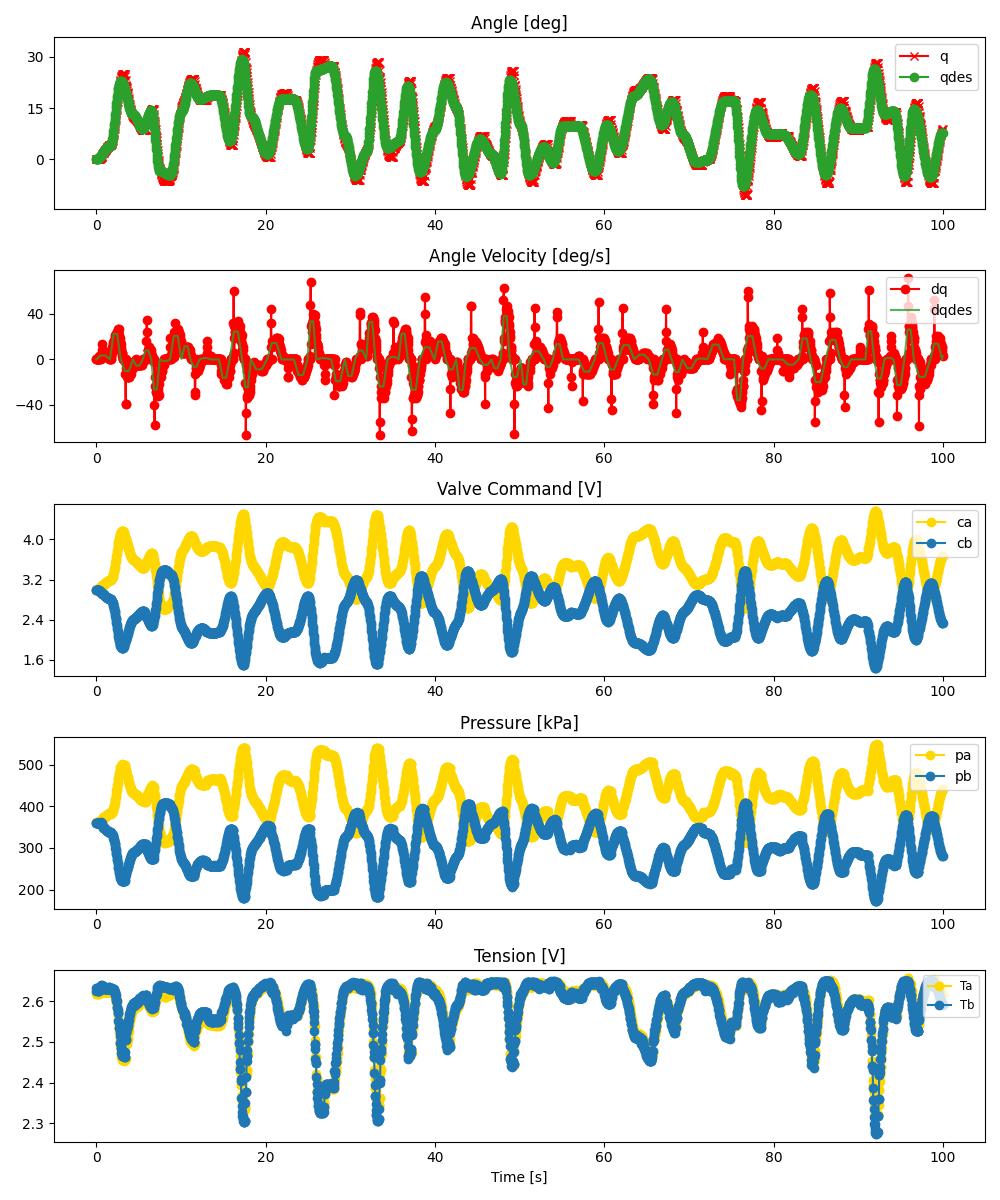 Angle [deg]
30
15
0
q
qdes
0 20 40 60 80 100
Angle Velocity [deg/s]
40
0
−40
dq
dqdes
0 20 40 60 80 100
Valve Command [V]
4.0
3.2
2.4
1.6
ca
cb
0 20 40 60 80 100
Pressure [kPa]
500
400
300
200
pa
pb
0 20 40 60 80 100
Tension [V]
2.6
2.5
2.4
2.3
Ta
Tb
0 20 40 60 80 100
Time [s]